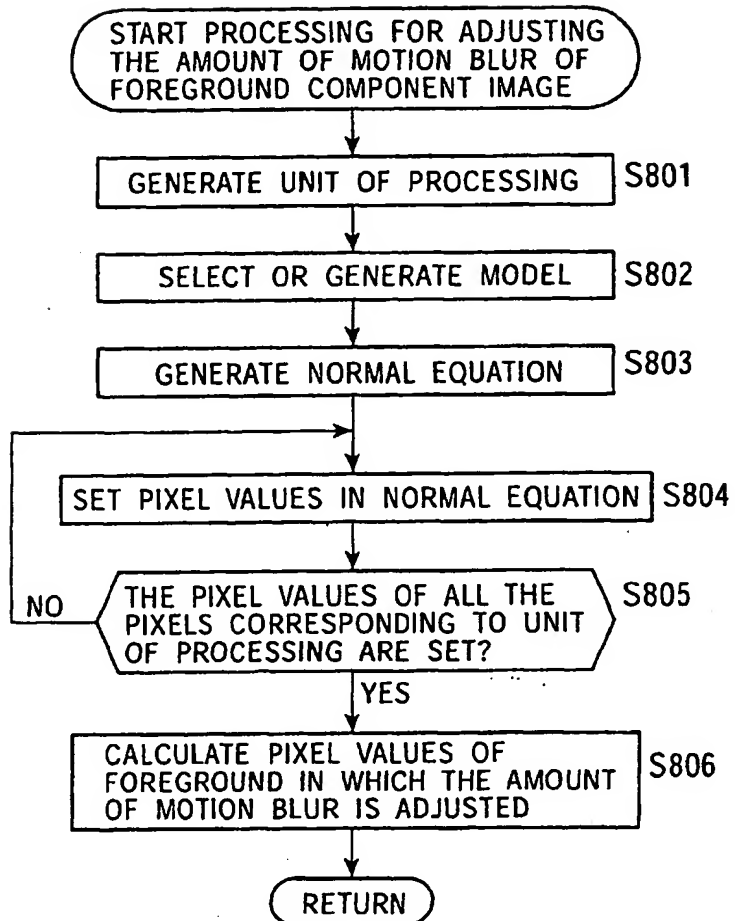 START PROCESSING FOR ADJUSTING
THE AMOUNT OF MOTION BLUR OF
FOREGROUND COMPONENT IMAGE
GENERATE UNIT OF PROCESSING
S801
SELECT OR GENERATE MODEL
S802
GENERATE NORMAL EQUATION
S803
SET PIXEL VALUES IN NORMAL EQUATION
S804
THE PIXEL VALUES OF ALL THE
PIXELS CORRESPONDING TO UNIT
OF PROCESSING ARE SET?
S805
NO
YES
CALCULATE PIXEL VALUES OF
FOREGROUND IN WHICH THE AMOUNT
OF MOTION BLUR IS ADJUSTED
S806
RETURN